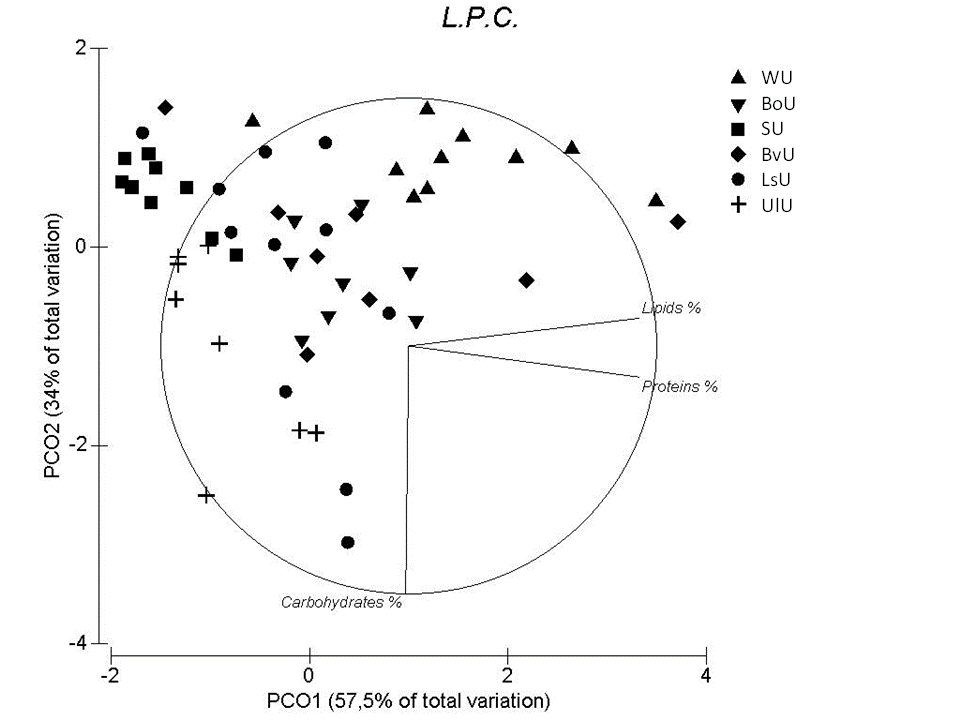 L.P.C.
2
WU
BoU
SU
BvU
LsU
UlU
0
Lipids %
Proteins %
-2
Carbohydrates %
-4
PCO2 (34% of total variation)
-2 0 2 4
PCO1 (57,5% of total variation)